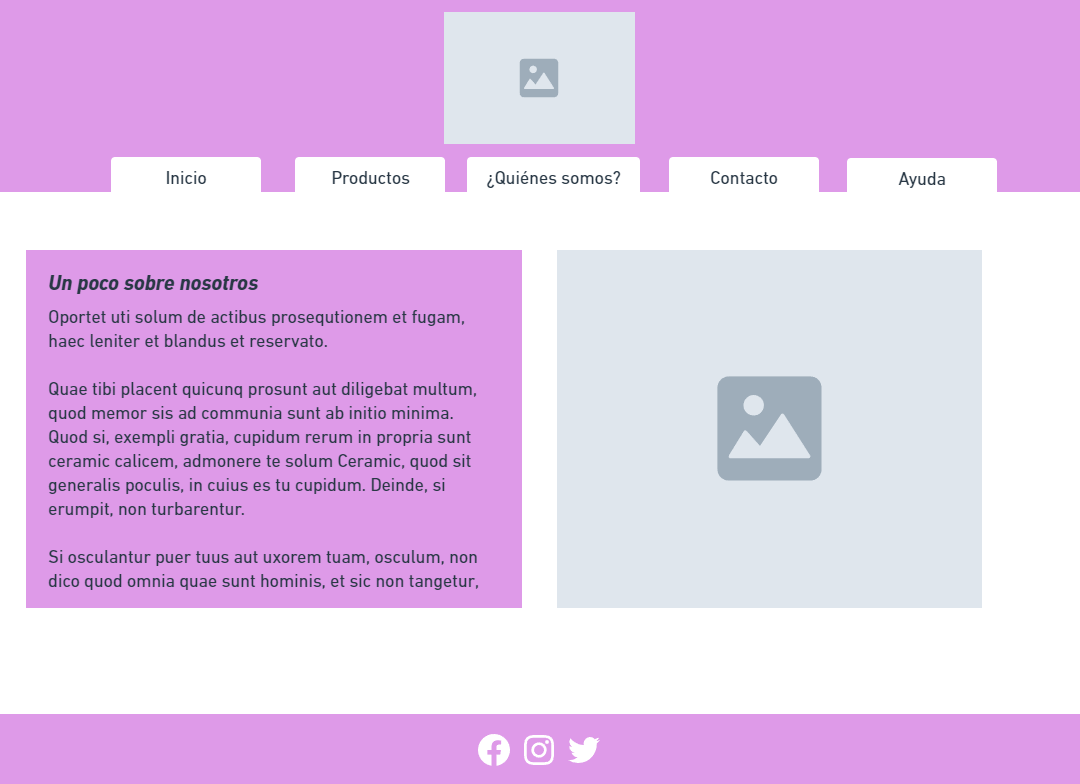 Inicio
Productos
¿Quiénes somos?
Contacto
Ayuda
Un poco sobre nosotros
Oportet uti solum de actibus prosequtionem et fugam,
haec leniter et blandus et reservato.
Quae tibi placent quicunq prosunt aut diligebat multum,
quod memor sis ad communia sunt ab initio minima.
Quod si, exempli gratia, cupidum rerum in propria sunt
ceramic calicem, admonere te solum Ceramic, quod sit
generalis poculis, in cuius es tu cupidum. Deinde, si
erumpit, non turbarentur.
Si osculantur puer tuus aut uxorem tuam, osculum, non
dico quod omnia quae sunt hominis, et sic non tangetur,